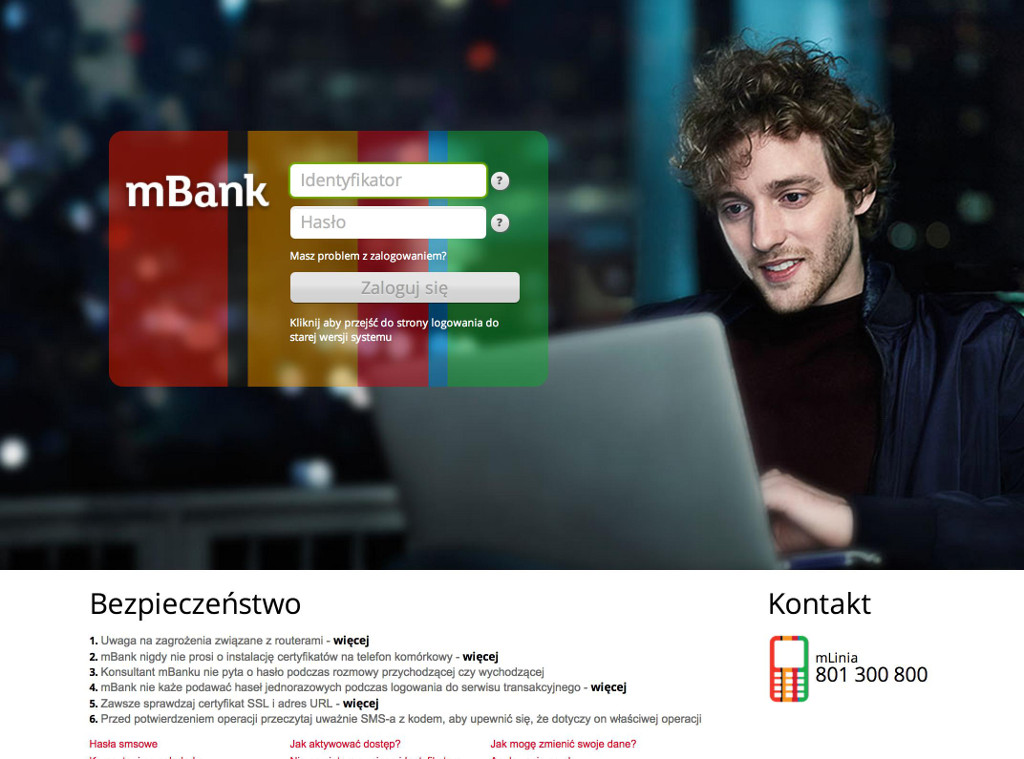 mBank
Identyfikator
?
Hasło
?
Masz problem z zalogowaniem?
Zaloguj się
Kliknij aby przejść do strony logowania do
starej wersji systemu
Bezpieczeństwo
1. Uwaga na zagrożenia związane z routerami - więcej
2. mBank nigdy nie prosi o instalację certyfikatów na telefon komórkowy - więcej
3. Konsultant mBanku nie pyta o hasło podczas rozmowy przychodzącej czy wychodzącej
4. mBank nie każe podawać haseł jednorazowych podczas logowania do serwisu transakcyjnego - więcej
5. Zawsze sprawdzaj certyfikat SSL i adres URL - więcej
6. Przed potwierdzeniem operacji przeczytaj uważnie SMS-a z kodem, aby upewnić się, że dotyczy on właściwej operacji
Hasła smsowe
Jak aktywować dostęp?
Jak mogę zmienić swoje dane?
Kontakt
mLinia
801 300 800